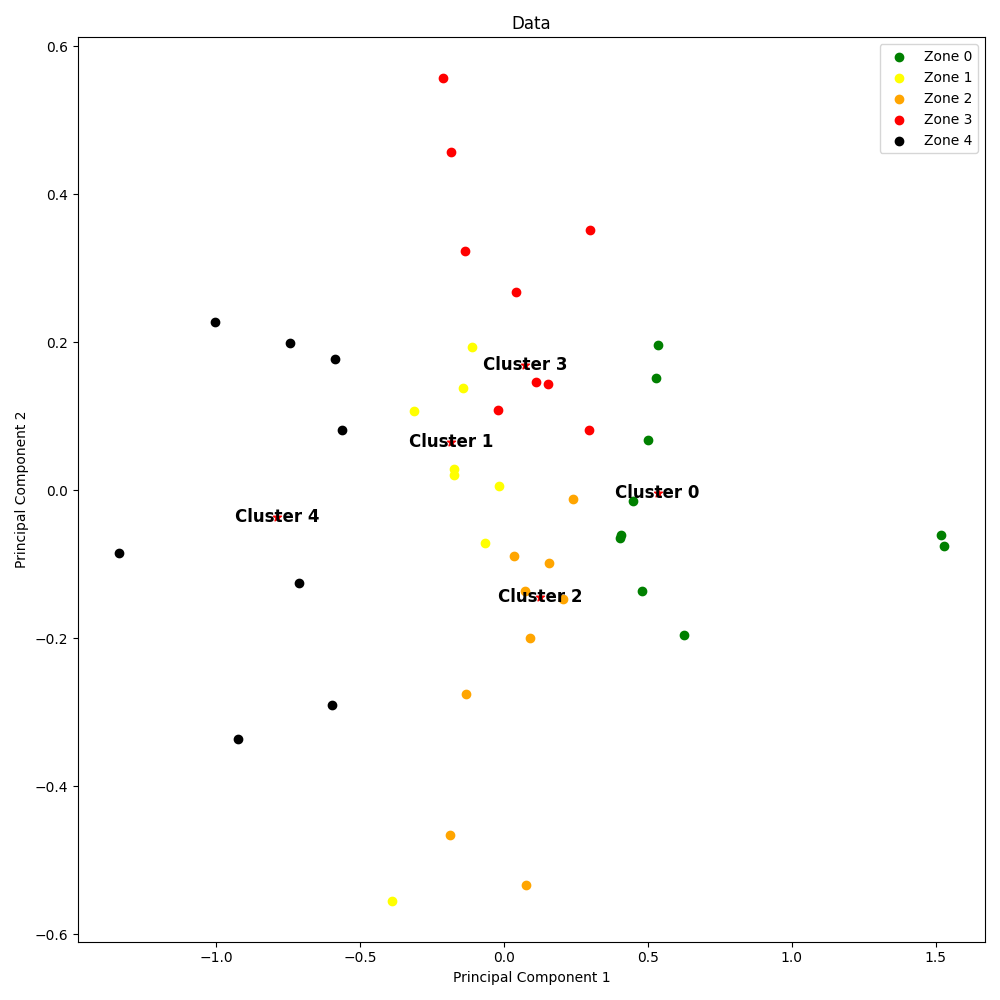 Data
Zone 0
Zone 1
Zone 2
Zone 3
Zone 4
0.6
0.4
0.2
0.0
−0.2
−0.4
−0.6
Principal Component 2
Cluster 3
Cluster 1
Cluster 0
Cluster 4
Cluster 2
−1.0
−0.5
0.0
0.5
1.0
1.5
Principal Component 1